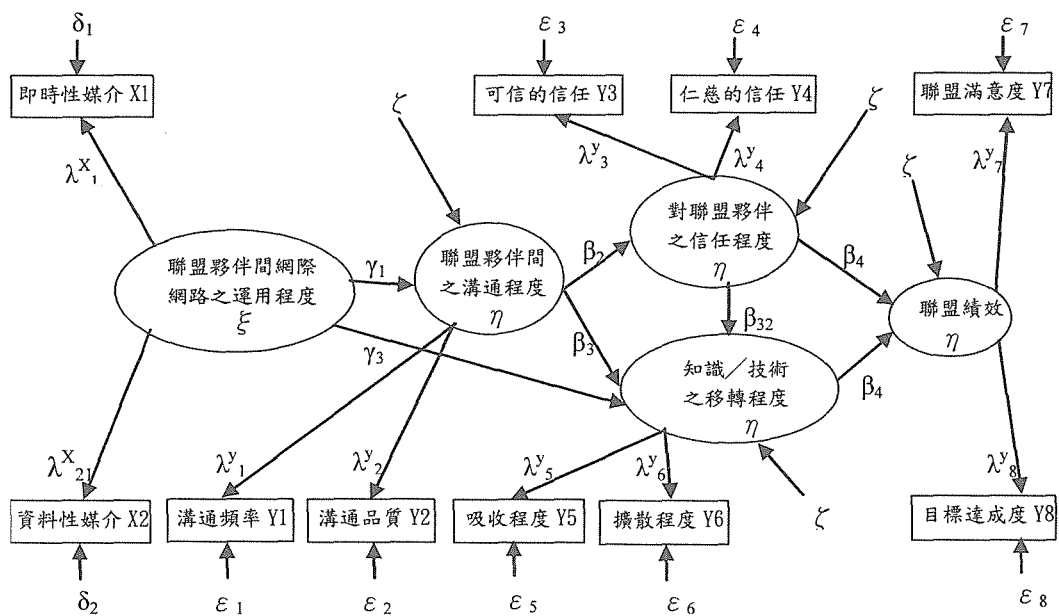 δ1
ε3
ε4
ε7
即時性媒介 X1
可信的信任 Y3
仁慈的信任 Y4
聯盟滿意度 Y7
ζ
ζ
λX1
λy3
λy4
λy7
ζ
對聯盟夥伴
之信任程度
η
聯盟夥伴間網際
網路之運用程度
ξ
γ1
聯盟夥伴間
之溝通程度
η
β2
β4
聯盟績效
η
γ3
β3
β32
知識／技術
之移轉程度
η
β4
λX21
λy1
λy2
λy5
λy6
λy8
資料性媒介 X2
溝通頻率 Y1
溝通品質 Y2
吸收程度 Y5
擴散程度 Y6
ζ
目標達成度 Y8
δ2
ε1
ε2
ε5
ε6
ε8